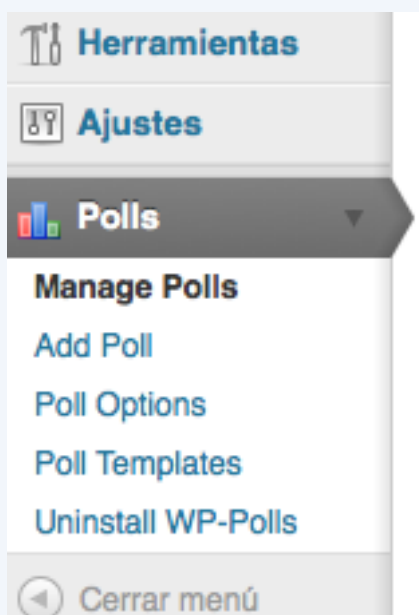 Herramientas
Ajustes
Polls
Manage Polls
Add Poll
Poll Options
Poll Templates
Uninstall WP-Polls
Cerrar menú